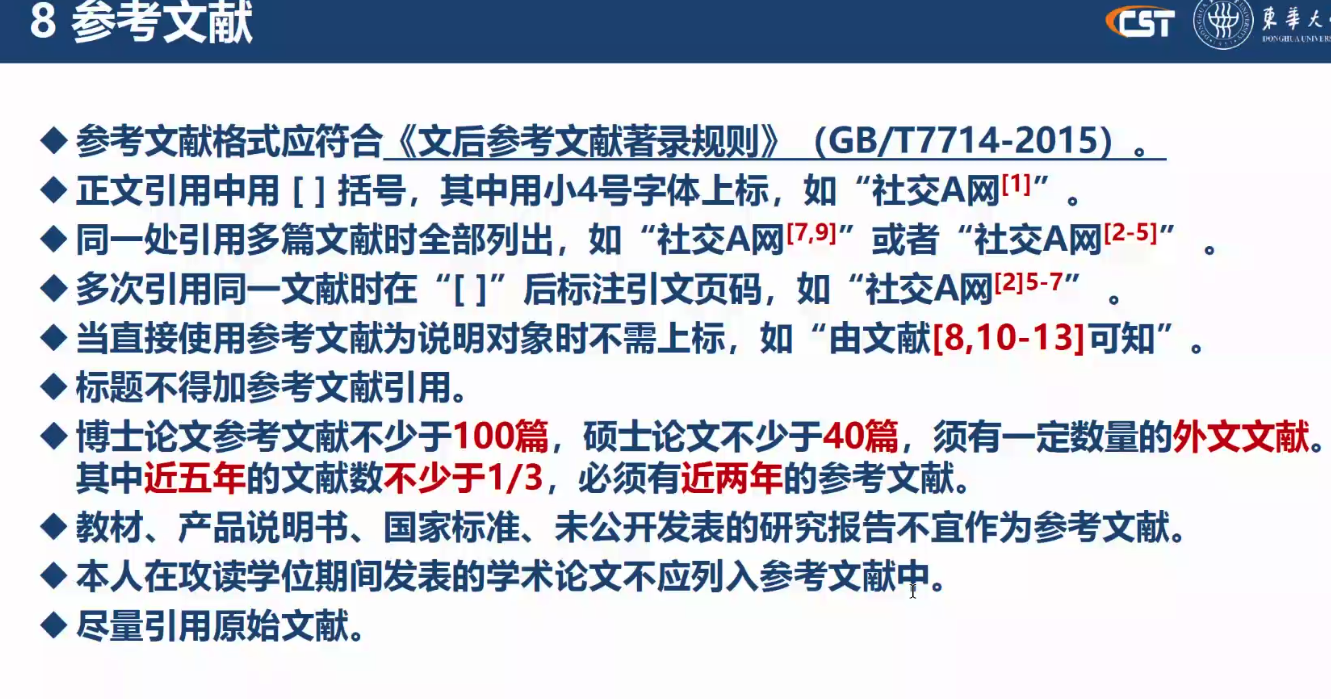 8 参考文献
CST
東華大
DONGHUA UNIVERS
◆ 参考文献格式应符合《文后参考文献著录规则》（GB/T7714-2015）。
◆ 正文引用中用 [ ] 括号，其中用小4号字体上标，如“社交A网[1]”。
◆ 同一处引用多篇文献时全部列出，如“社交A网[7,9]”或者“社交A网[2-5]” 。
◆ 多次引用同一文献时在“[ ]”后标注引文页码，如“社交A网[2]5-7” 。
◆ 当直接使用参考文献为说明对象时不需上标，如“由文献[8,10-13]可知”。
◆ 标题不得加参考文献引用。
◆ 博士论文参考文献不少于100篇，硕士论文不少于40篇，须有一定数量的外文文献。
其中近五年的文献数不少于1/3，必须有近两年的参考文献。
◆ 教材、产品说明书、国家标准、未公开发表的研究报告不宜作为参考文献。
◆ 本人在攻读学位期间发表的学术论文不应列入参考文献中。
◆ 尽量引用原始文献。